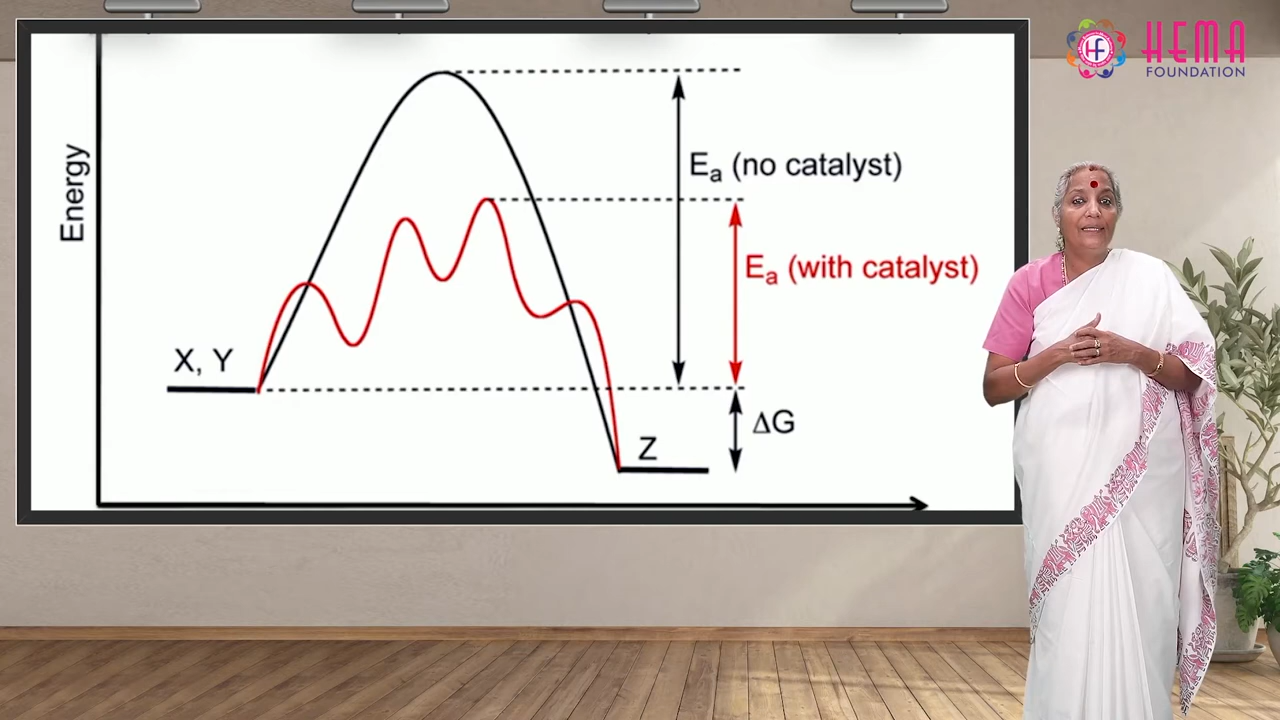 HEMA
FOUNDATION
Energy
Eₐ (no catalyst)
Eₐ (with catalyst)
X, Y
ΔG
Z